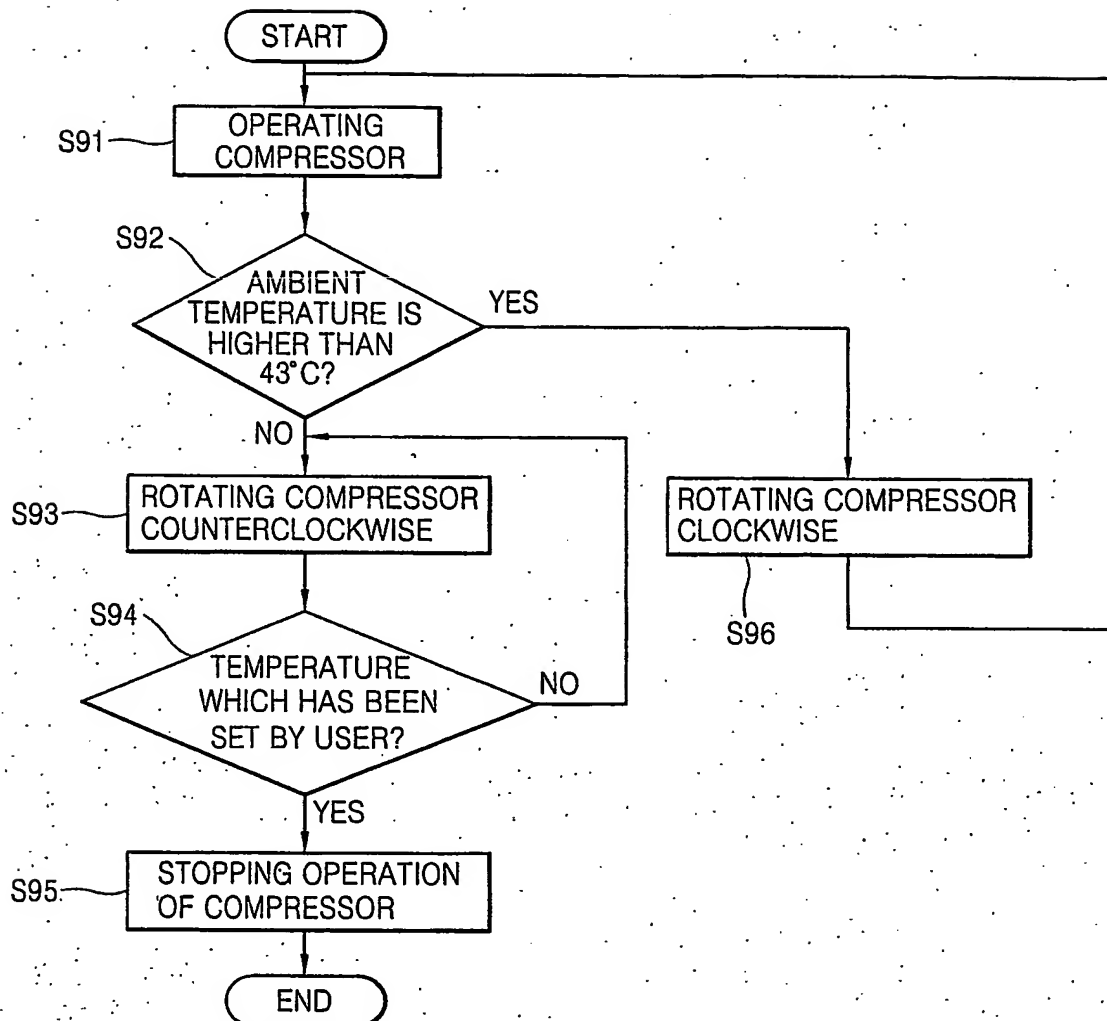 START
S91
OPERATING
COMPRESSOR
S92
AMBIENT
TEMPERATURE IS
HIGHER THAN
43°C?
YES
NO
S93
ROTATING COMPRESSOR
COUNTERCLOCKWISE
ROTATING COMPRESSOR
CLOCKWISE
S96
S94
TEMPERATURE
WHICH HAS BEEN
SET BY USER?
NO
YES
S95
STOPPING OPERATION
OF COMPRESSOR
END